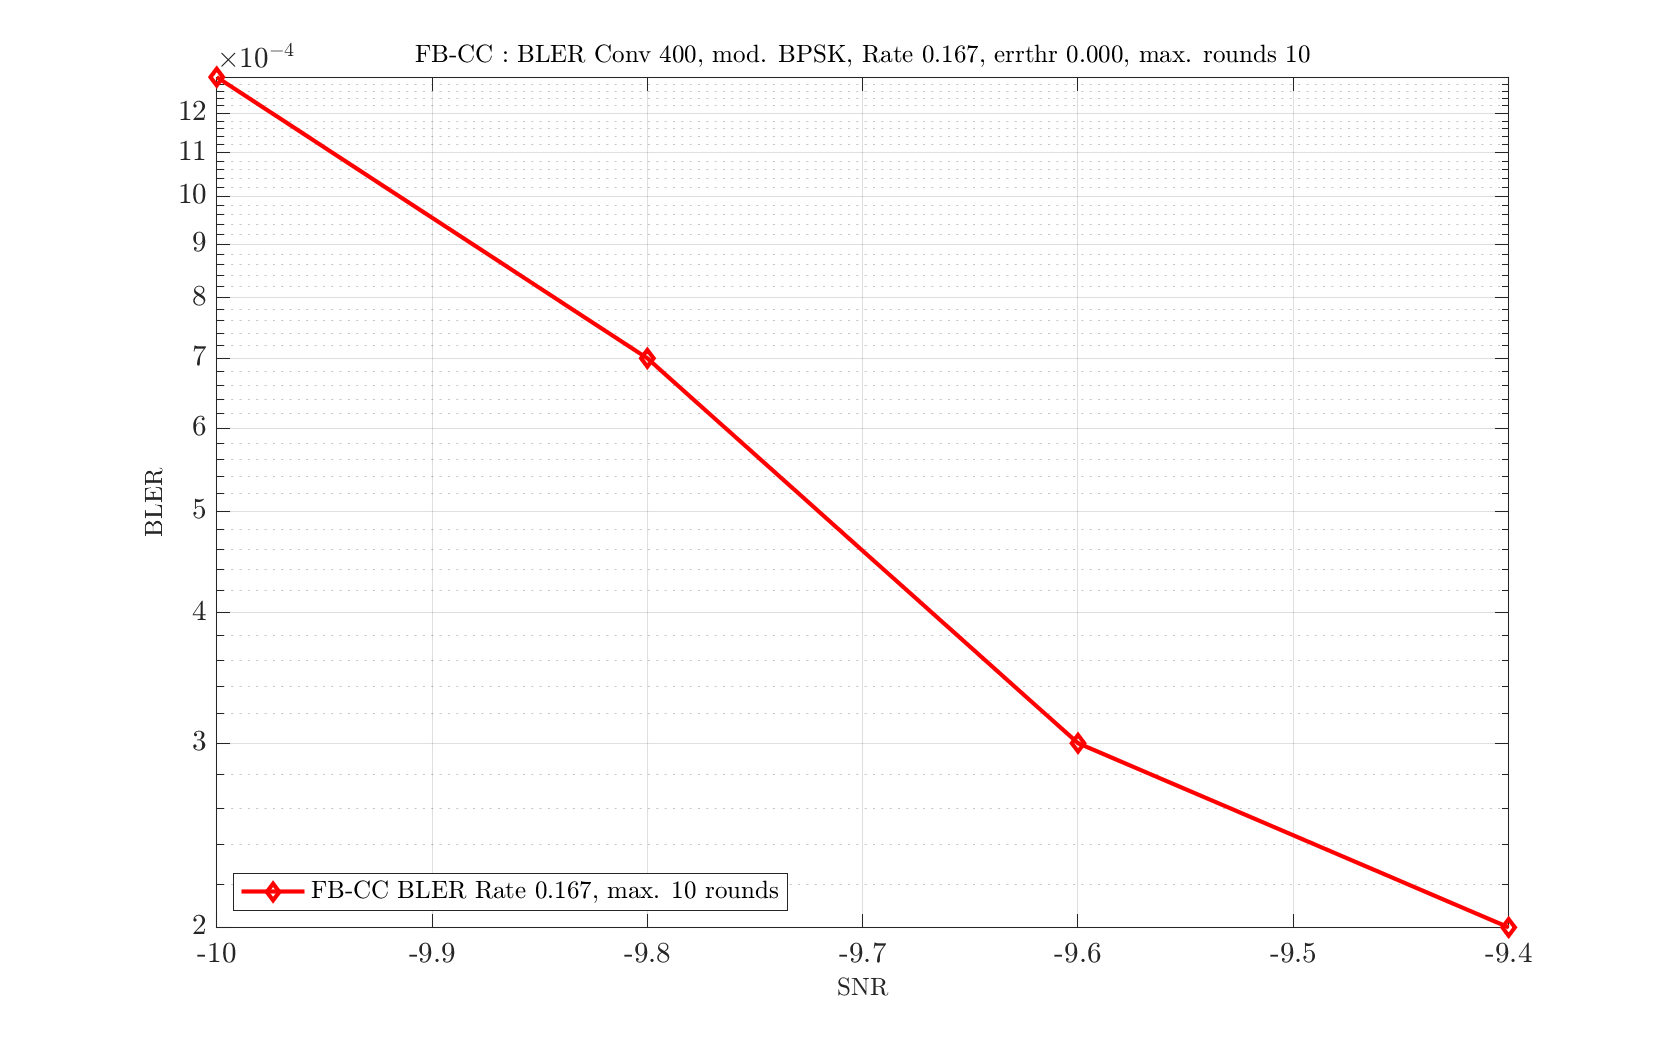 ×10⁻⁴
FB-CC : BLER Conv 400, mod. BPSK, Rate 0.167, errthr 0.000, max. rounds 10
12
11
10
9
8
7
6
5
4
3
2
BLER
FB-CC BLER Rate 0.167, max. 10 rounds
-10 -9.9 -9.8 -9.7 -9.6 -9.5 -9.4
SNR